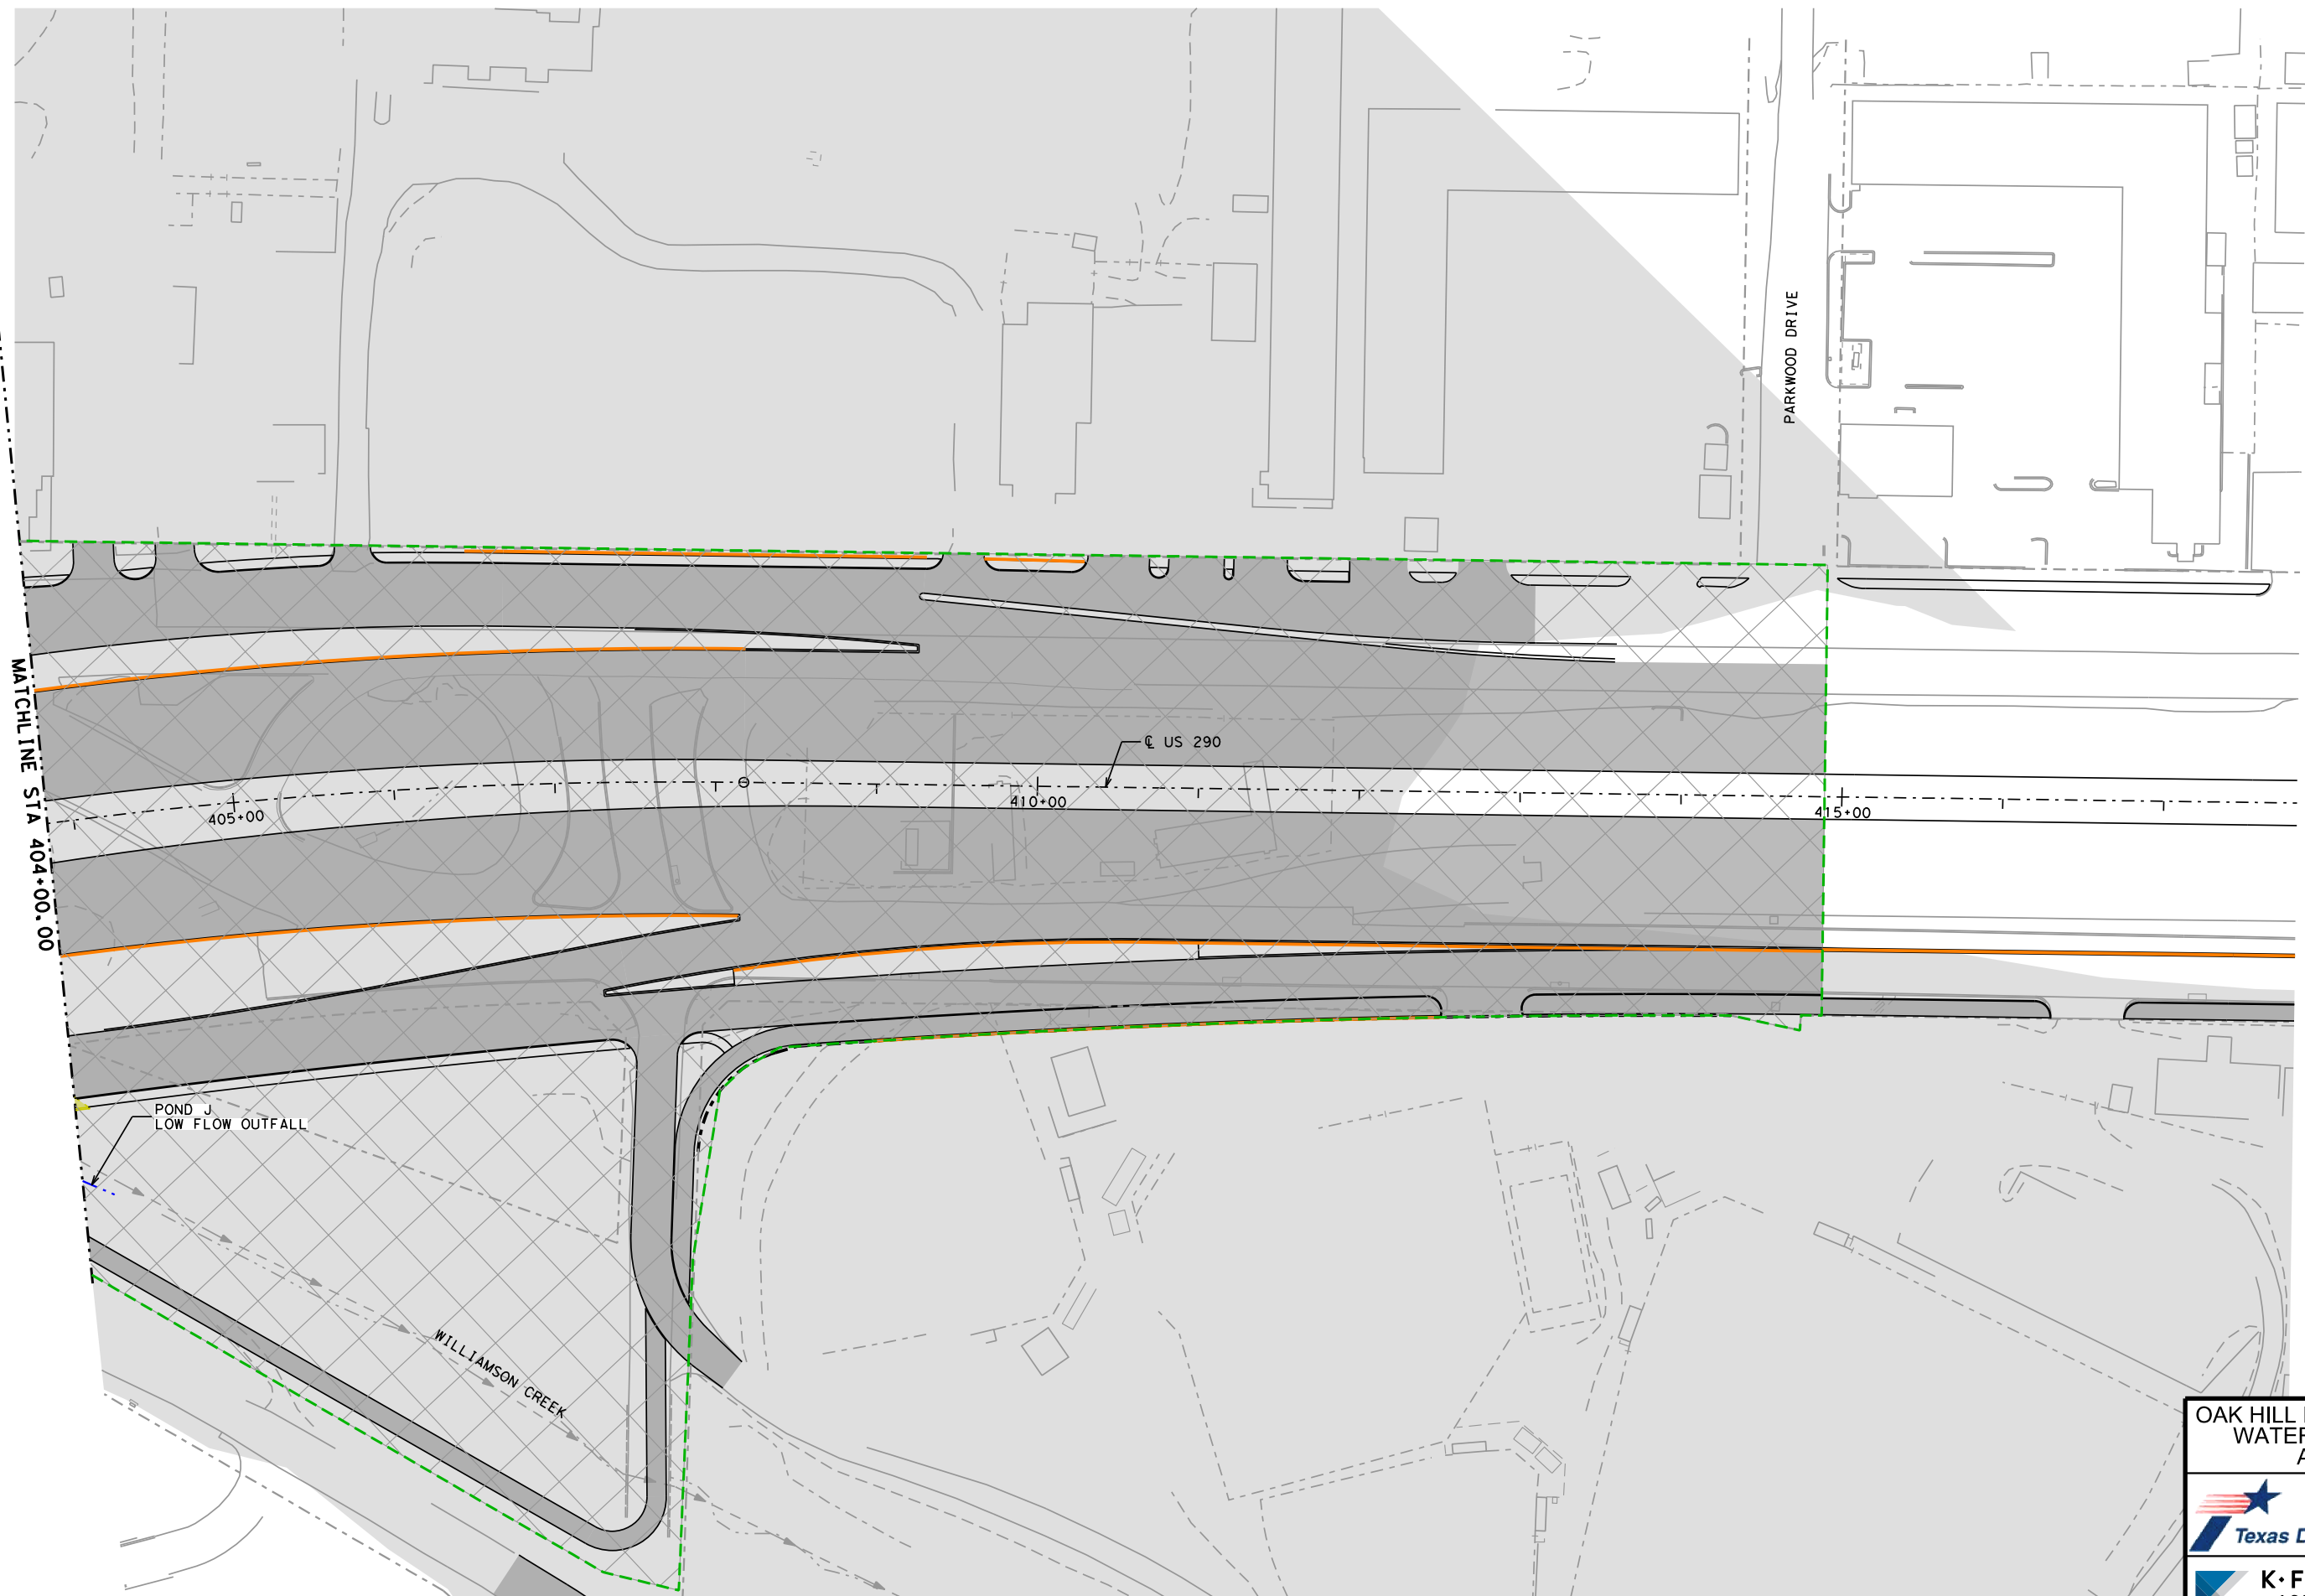 PARKWOOD DRIVE
MATCHLINE STA 404+00.00
℄ US 290
405+00
410+00
415+00
POND J
LOW FLOW OUTFALL
WILLIAMSON CREEK
OAK HILL
WATER
A
Texas D
K·F